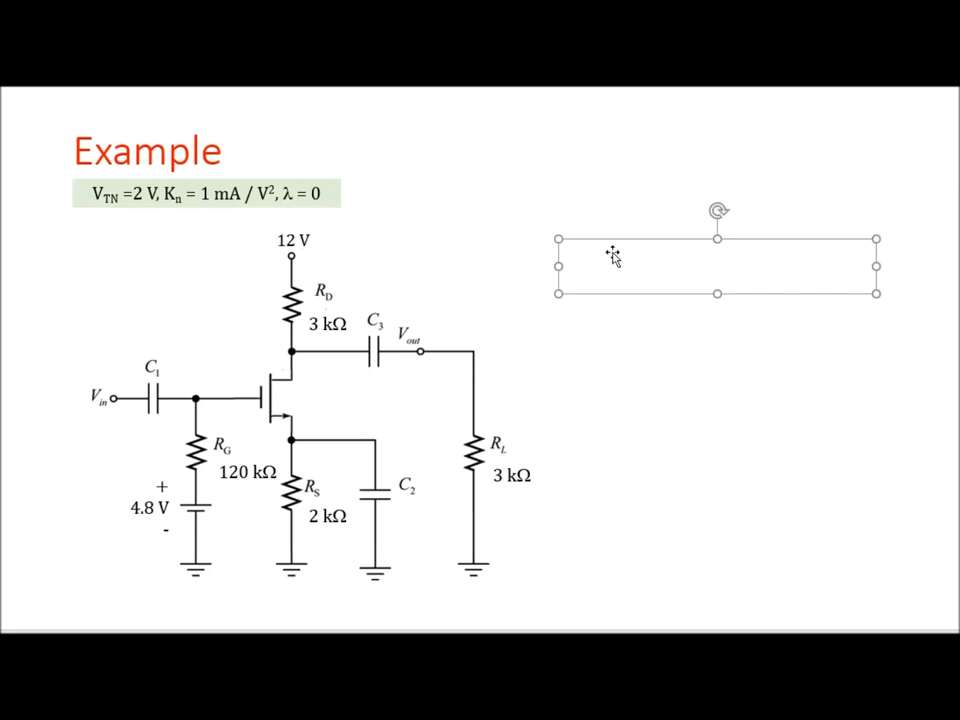 Example
V_TN =2 V, K_n = 1 mA / V², λ = 0
12 V
R_D
3 kΩ
C_3
V_out
C_1
V_in
R_G
120 kΩ
R_L
3 kΩ
+
4.8 V
-
R_S
2 kΩ
C_2